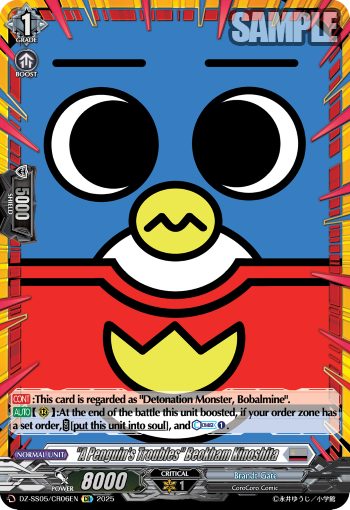 1
GRADE
SAMPLE
BOOST
5000
SHIELD
CONT:This card is regarded as "Detonation Monster, Bobalmine".
AUTO【RC】:At the end of the battle this unit boosted, if your order zone has
a set order, [put this unit into soul], and CHARGE 1.
NORMAL UNIT
"A Penguin's Troubles" Beckham Kinoshita
POWER
8000
CRITICAL
1
Brandt Gate
CoroCoro Comic
DZ-SS05/CR06EN
2025
©永井ゆうじ／小学館